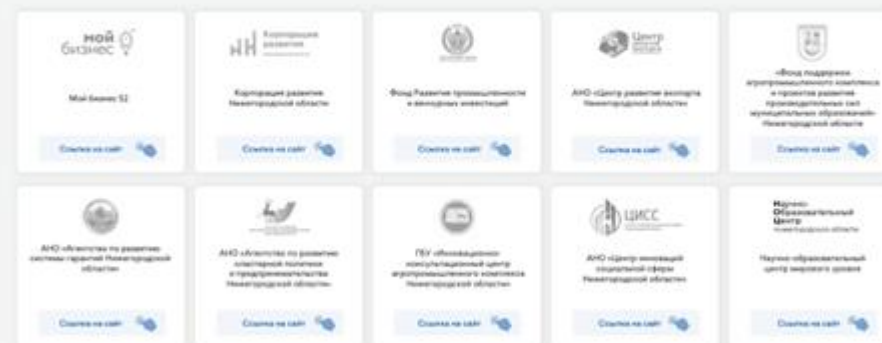 мой
бизнес
Корпорация
развития
Центр
Мой бизнес 52
Корпорация развития
Нижегородской области
Фонд Развития промышленности
и венчурных инвестиций
АНО «Центр развития экспорта
Нижегородской области»
«Фонд поддержки
агропромышленного комплекса
и проектов развития
производительных сил
муниципальных образований»
Нижегородской области
Ссылка на сайт
Ссылка на сайт
Ссылка на сайт
Ссылка на сайт
Ссылка на сайт
ЦИСС
Научно-
Образовательный
Центр
Нижегородской области
АНО «Агентство по развитию
системы гарантий Нижегородской
области»
АНО «Агентство по развитию
кластерной политики
и предпринимательства
Нижегородской области»
ГБУ «Инновационно-
консультационный центр
агропромышленного комплекса
Нижегородской области»
АНО «Центр инноваций
социальной сферы
Нижегородской области»
Научно-образовательный
центр мирового уровня
Ссылка на сайт
Ссылка на сайт
Ссылка на сайт
Ссылка на сайт
Ссылка на сайт